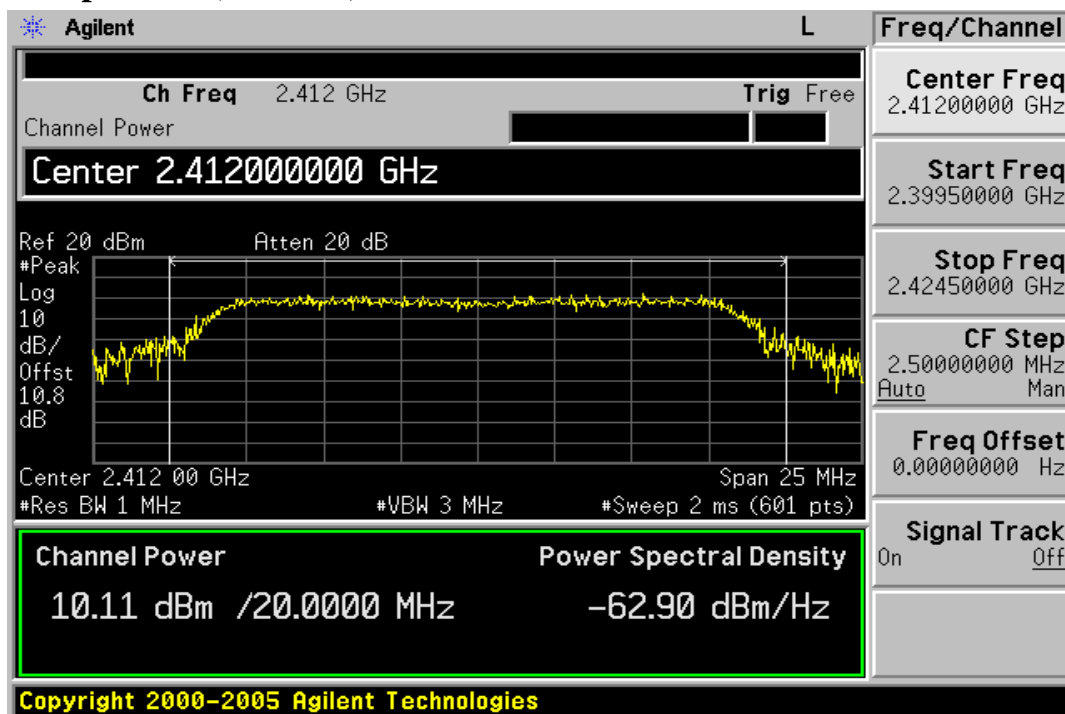 Agilent L
Ch Freq 2.412 GHz Trig Free
Channel Power
Center 2.412000000 GHz
Ref 20 dBm Atten 20 dB
#Peak
Log
10
dB/
Offst
10.8
dB
Center 2.412 00 GHz Span 25 MHz
#Res BW 1 MHz #VBW 3 MHz #Sweep 2 ms (601 pts)
Channel Power Power Spectral Density
10.11 dBm /20.0000 MHz -62.90 dBm/Hz
Copyright 2000-2005 Agilent Technologies
Freq/Channel
Center Freq
2.41200000 GHz
Start Freq
2.39950000 GHz
Stop Freq
2.42450000 GHz
CF Step
2.50000000 MHz
Auto Man
Freq Offset
0.00000000 Hz
Signal Track
On Off